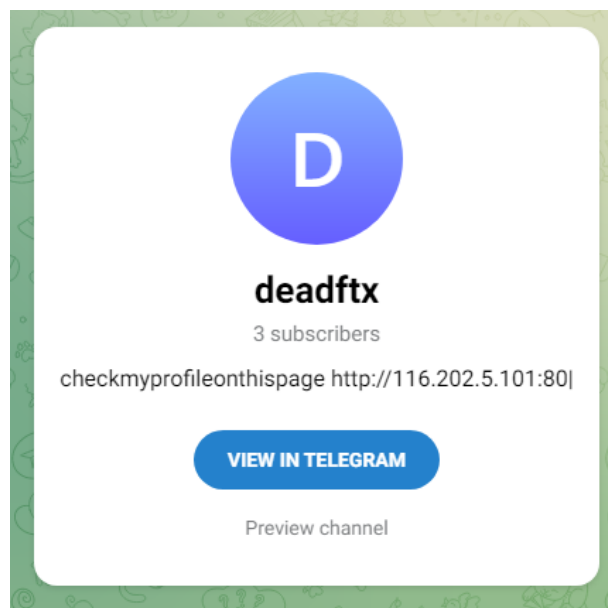 D
deadftx
3 subscribers
checkmyprofileonthispage http://116.202.5.101:80|
VIEW IN TELEGRAM
Preview channel